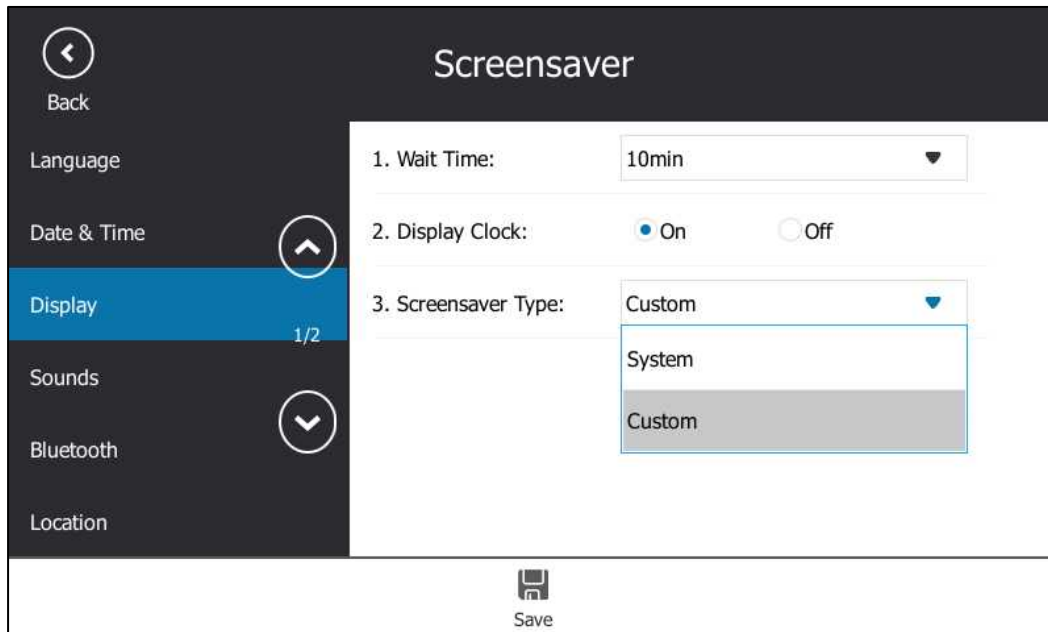 Screensaver
Back
Language
Date & Time
Display
1/2
Sounds
Bluetooth
Location
1. Wait Time: 10min
2. Display Clock: On Off
3. Screensaver Type: Custom
System
Custom
Save